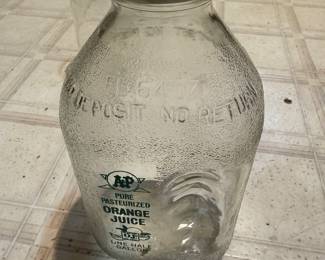 NO DEPOSIT NO RETURN
A&P
PURE
PASTEURIZED
ORANGE
JUICE
ONE HALF
GALLON